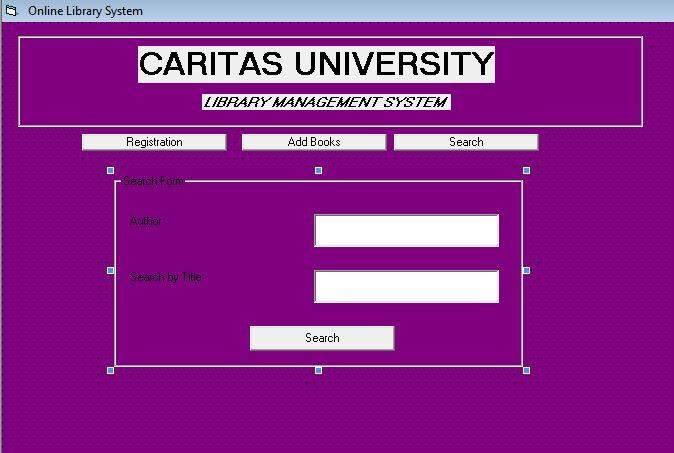 Online Library System
CARITAS UNIVERSITY
LIBRARY MANAGEMENT SYSTEM
Registration Add Books Search
Search Form
Author
Search by Title
Search